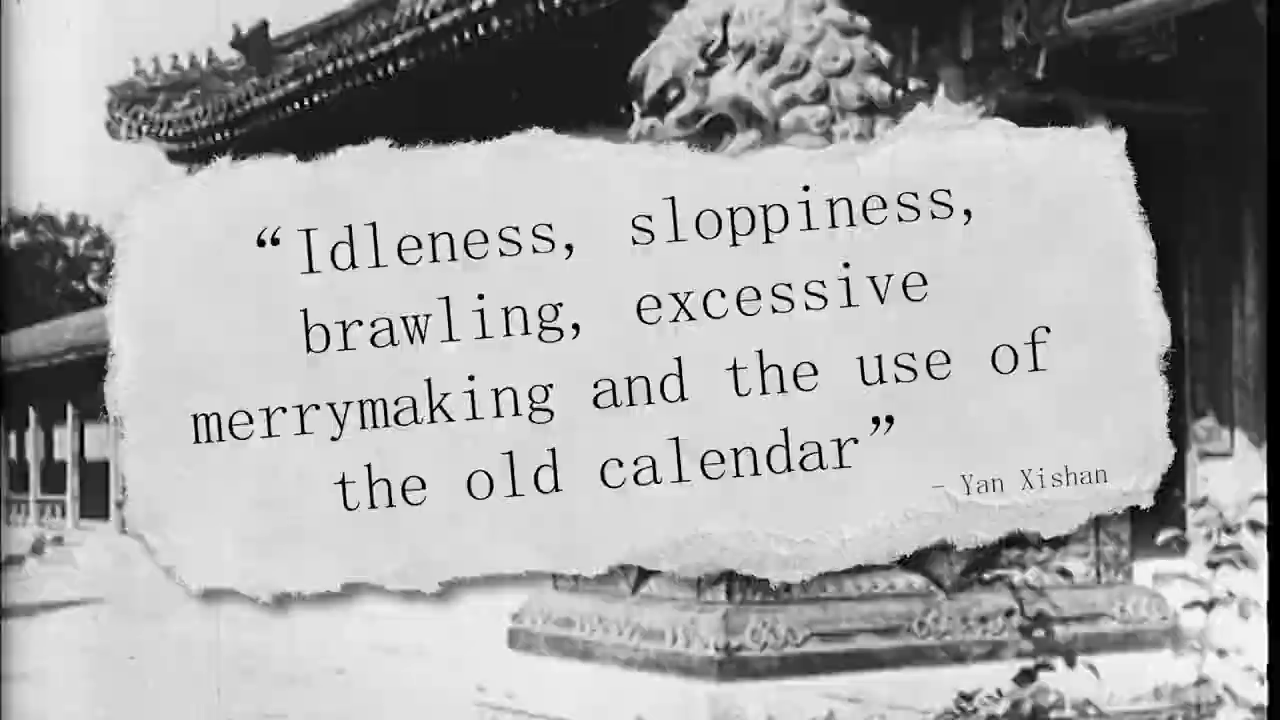 “Idleness, sloppiness,
brawling, excessive
merrymaking and the use of
the old calendar”
– Yan Xishan